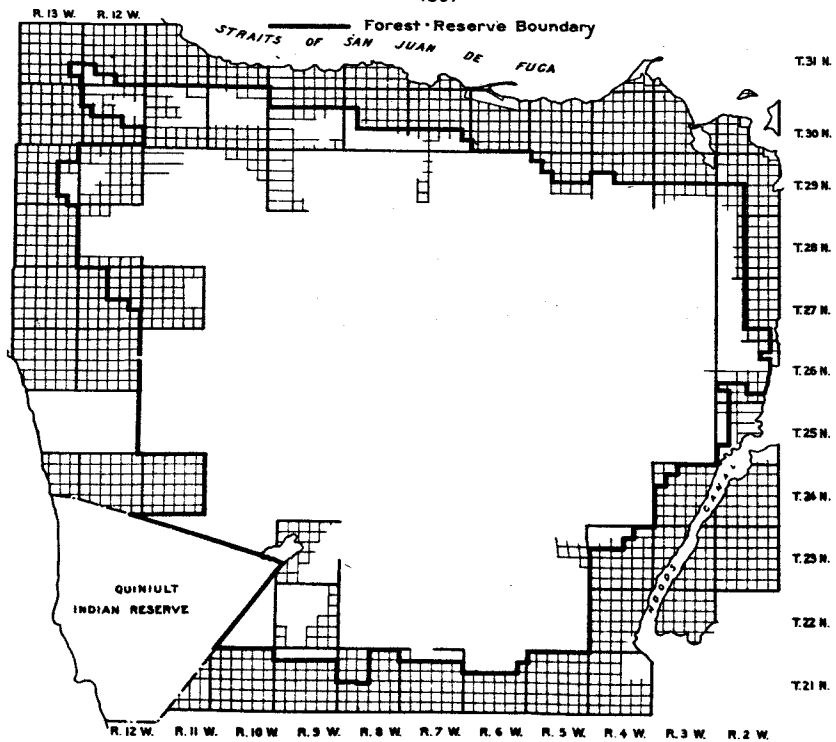 R. 13 W. R. 12 W.
Forest-Reserve Boundary
STRAITS OF SAN JUAN DE FUCA
T.31 N.
T.30 N.
T.29 N.
T.28 N.
T.27 N.
T.26 N.
T.25 N.
T.24 N.
T.23 N.
T.22 N.
T.21 N.
HOODS CANAL
QUINIULT
INDIAN RESERVE
R.12 W. R.11 W. R.10 W. R.9 W. R.8 W. R.7 W. R.6 W. R.5 W. R.4 W. R.3 W. R.2 W.